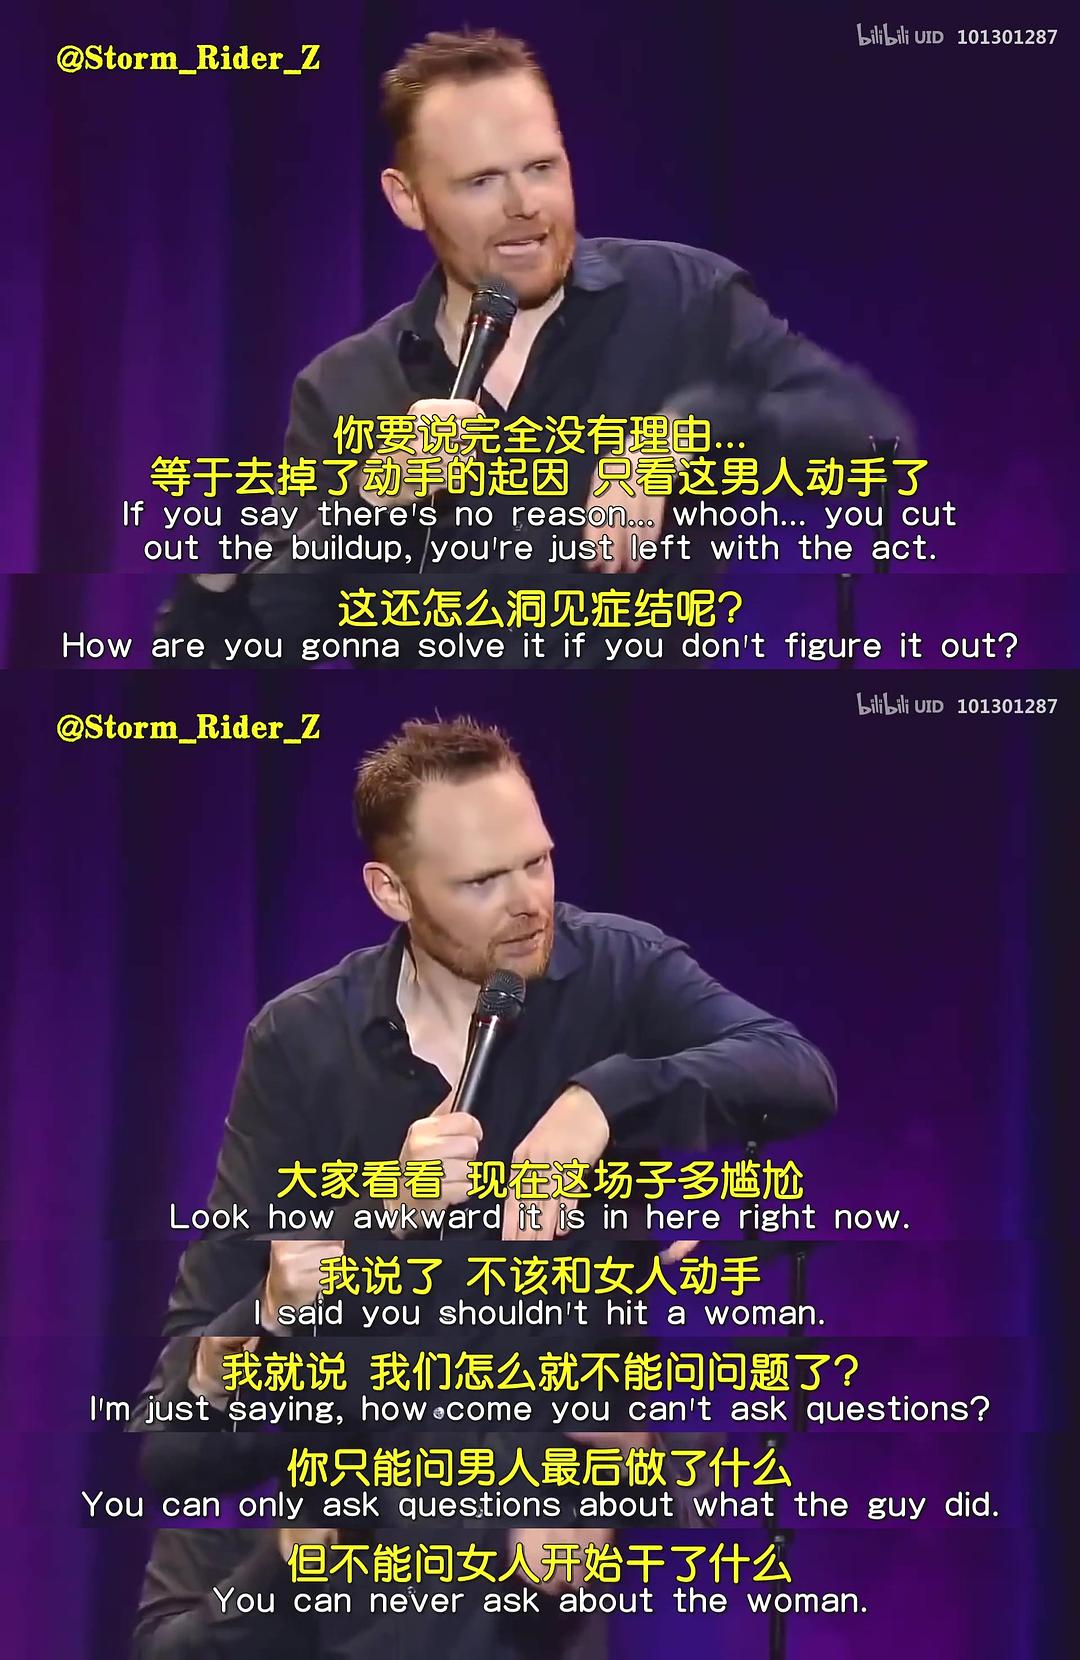 @Storm_Rider_Z
bilibili UID 101301287
你要说完全没有理由...
等于去掉了动手的起因 只看这男人动手了
If you say there's no reason... whooh... you cut
out the buildup, you're just left with the act.
这还怎么洞见症结呢?
How are you gonna solve it if you don't figure it out?
@Storm_Rider_Z
bilibili UID 101301287
大家看看 现在这场子多尴尬
Look how awkward it is in here right now.
我说了 不该和女人动手
I said you shouldn't hit a woman.
我就说 我们怎么就不能问问题了?
I'm just saying, how come you can't ask questions?
你只能问男人最后做了什么
You can only ask questions about what the guy did.
但不能问女人开始干了什么
You can never ask about the woman.